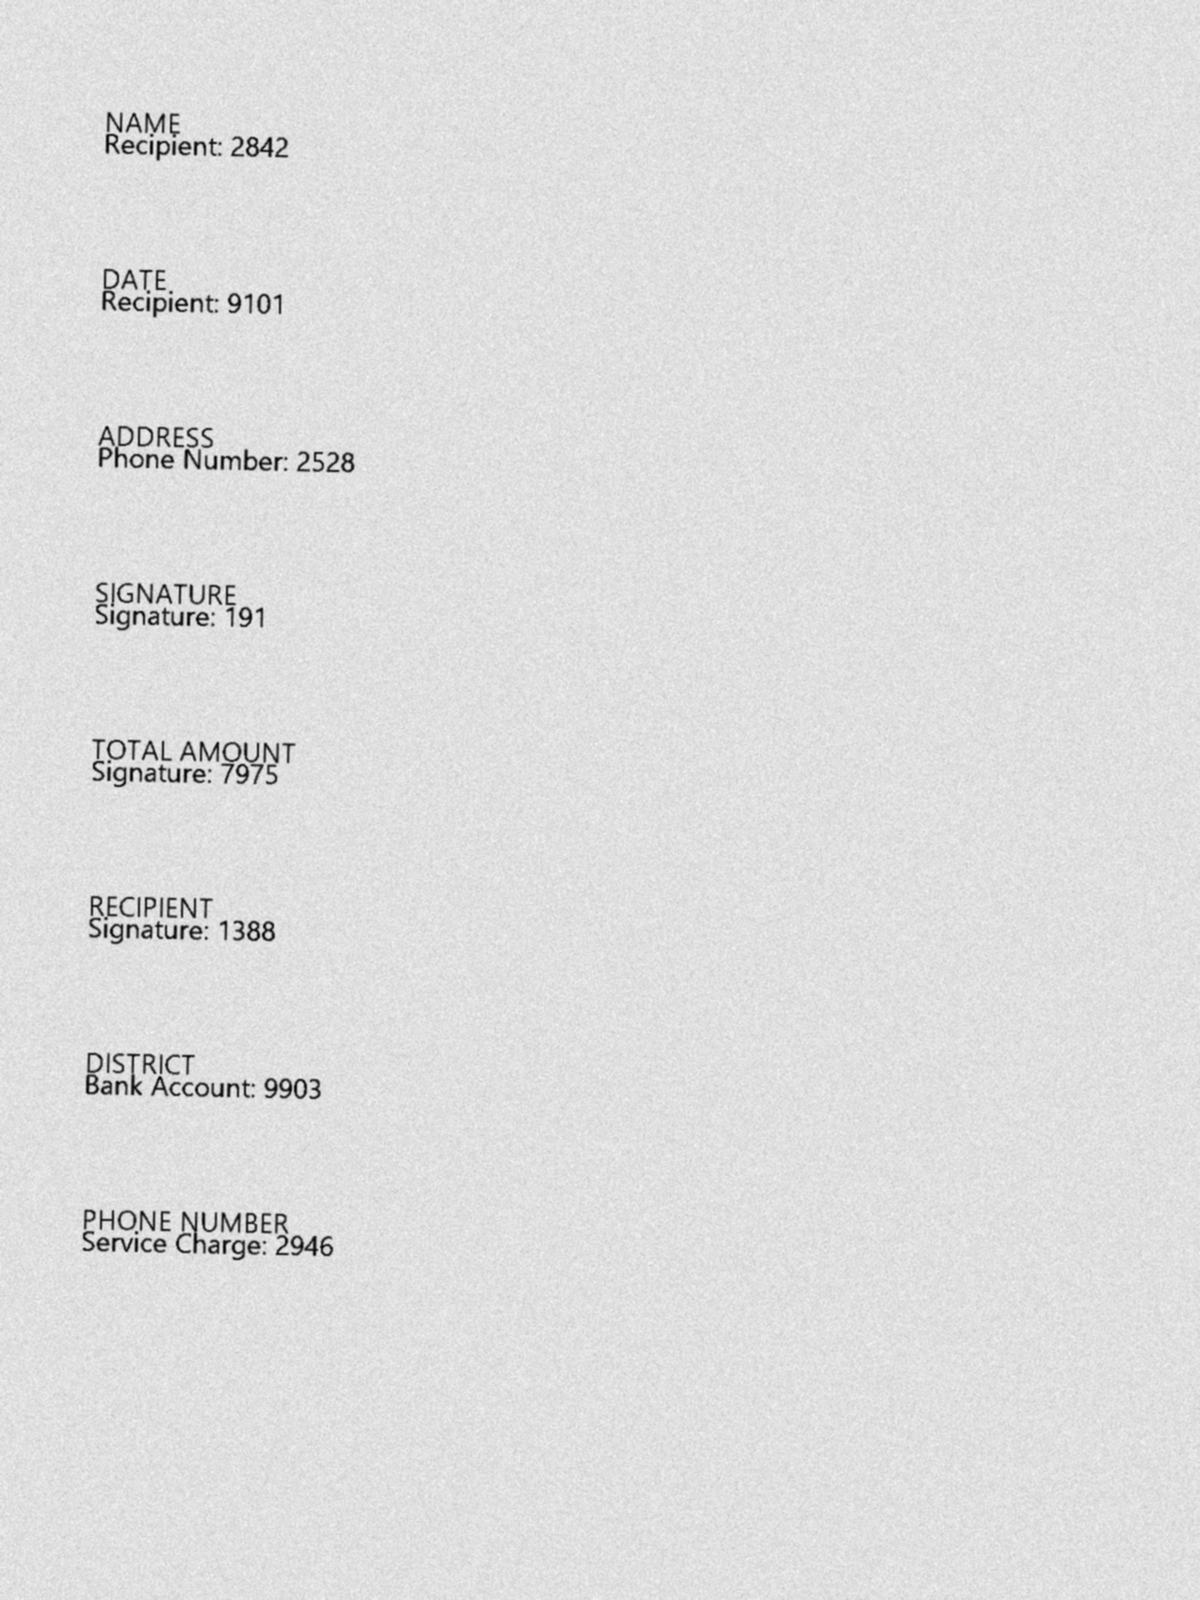 NAME
Recipient: 2842
DATE
Recipient: 9101
ADDRESS
Phone Number: 2528
SIGNATURE
Signature: 191
TOTAL AMOUNT
Signature: 7975
RECIPIENT
Signature: 1388
DISTRICT
Bank Account: 9903
PHONE NUMBER
Service Charge: 2946